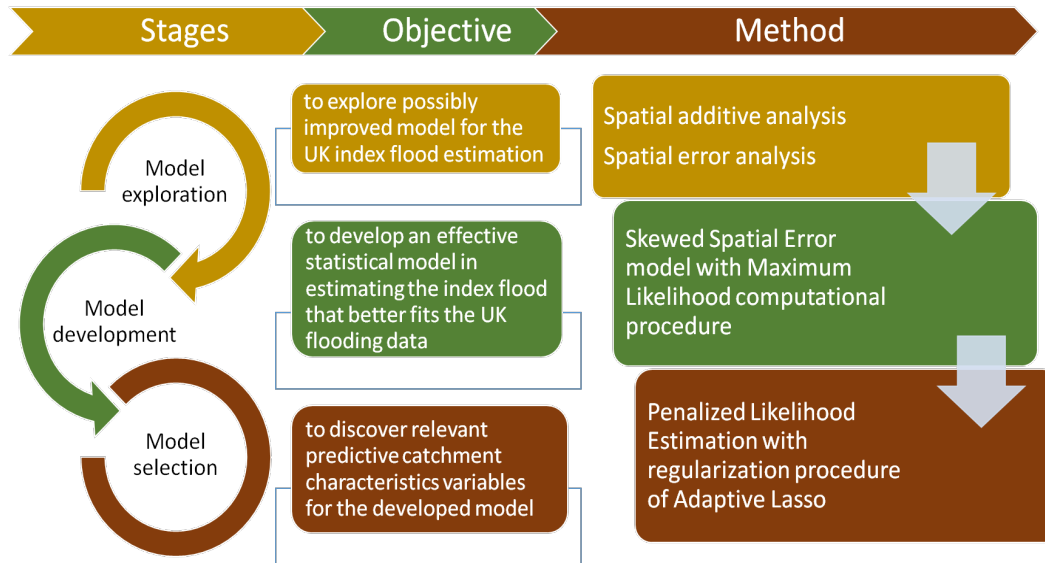 Stages
Objective
Method
Model
exploration
to explore possibly
improved model for the
UK index flood estimation
Spatial additive analysis
Spatial error analysis
Model
development
to develop an effective
statistical model in
estimating the index flood
that better fits the UK
flooding data
Skewed Spatial Error
model with Maximum
Likelihood computational
procedure
Model
selection
to discover relevant
predictive catchment
characteristics variables
for the developed model
Penalized Likelihood
Estimation with
regularization procedure
of Adaptive Lasso